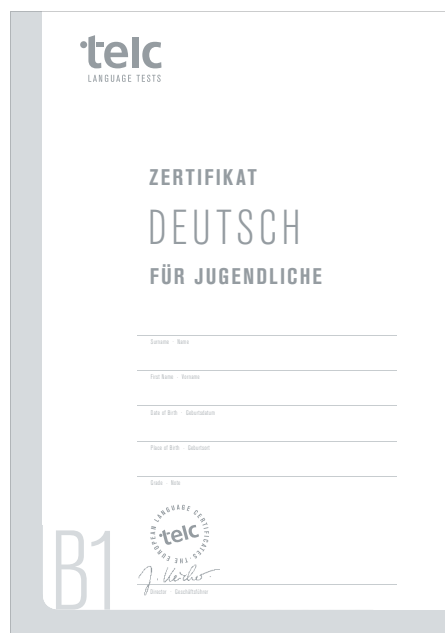 telc
LANGUAGE TESTS
ZERTIFIKAT
DEUTSCH
FÜR JUGENDLICHE
Surname · Name
First Name · Vorname
Date of Birth · Geburtsdatum
Place of Birth · Geburtsort
Grade · Note
telc
THE EUROPEAN LANGUAGE CERTIFICATES
B1
Director · Geschäftsführer